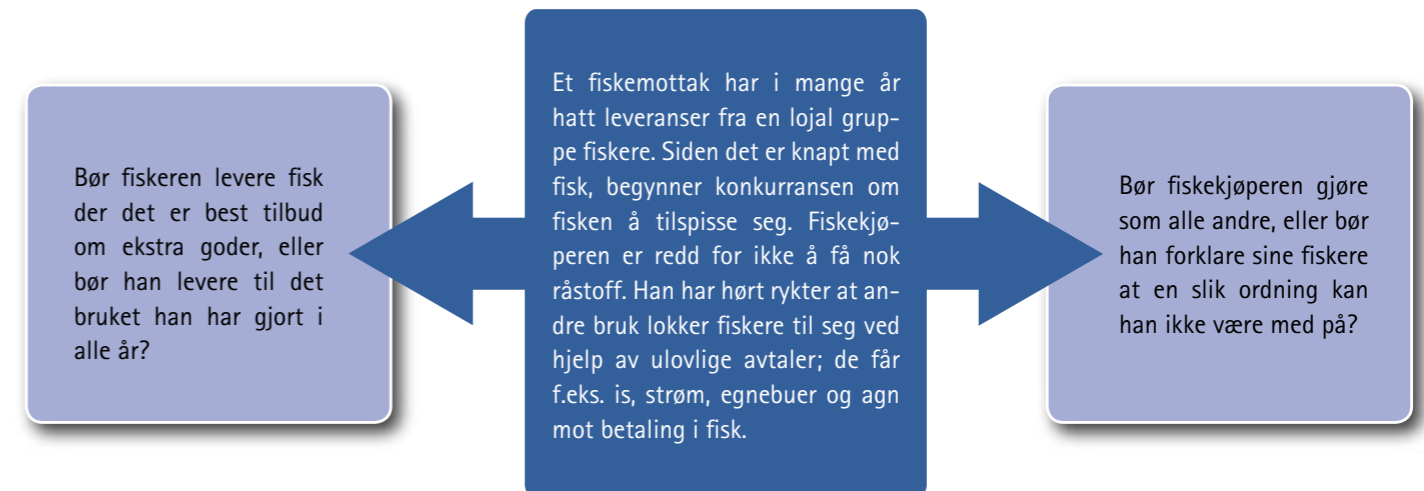 Bør fiskeren levere fisk
der det er best tilbud
om ekstra goder, eller
bør han levere til det
bruket han har gjort i
alle år?
Et fiskemottak har i mange år
hatt leveranser fra en lojal grup-
pe fiskere. Siden det er knapt med
fisk, begynner konkurransen om
fisken å tilspisse seg. Fiskekjø-
peren er redd for ikke å få nok
råstoff. Han har hørt rykter at an-
dre bruk lokker fiskere til seg ved
hjelp av ulovlige avtaler; de får
f.eks. is, strøm, egnebuer og agn
mot betaling i fisk.
Bør fiskekjøperen gjøre
som alle andre, eller bør
han forklare sine fiskere
at en slik ordning kan
han ikke være med på?